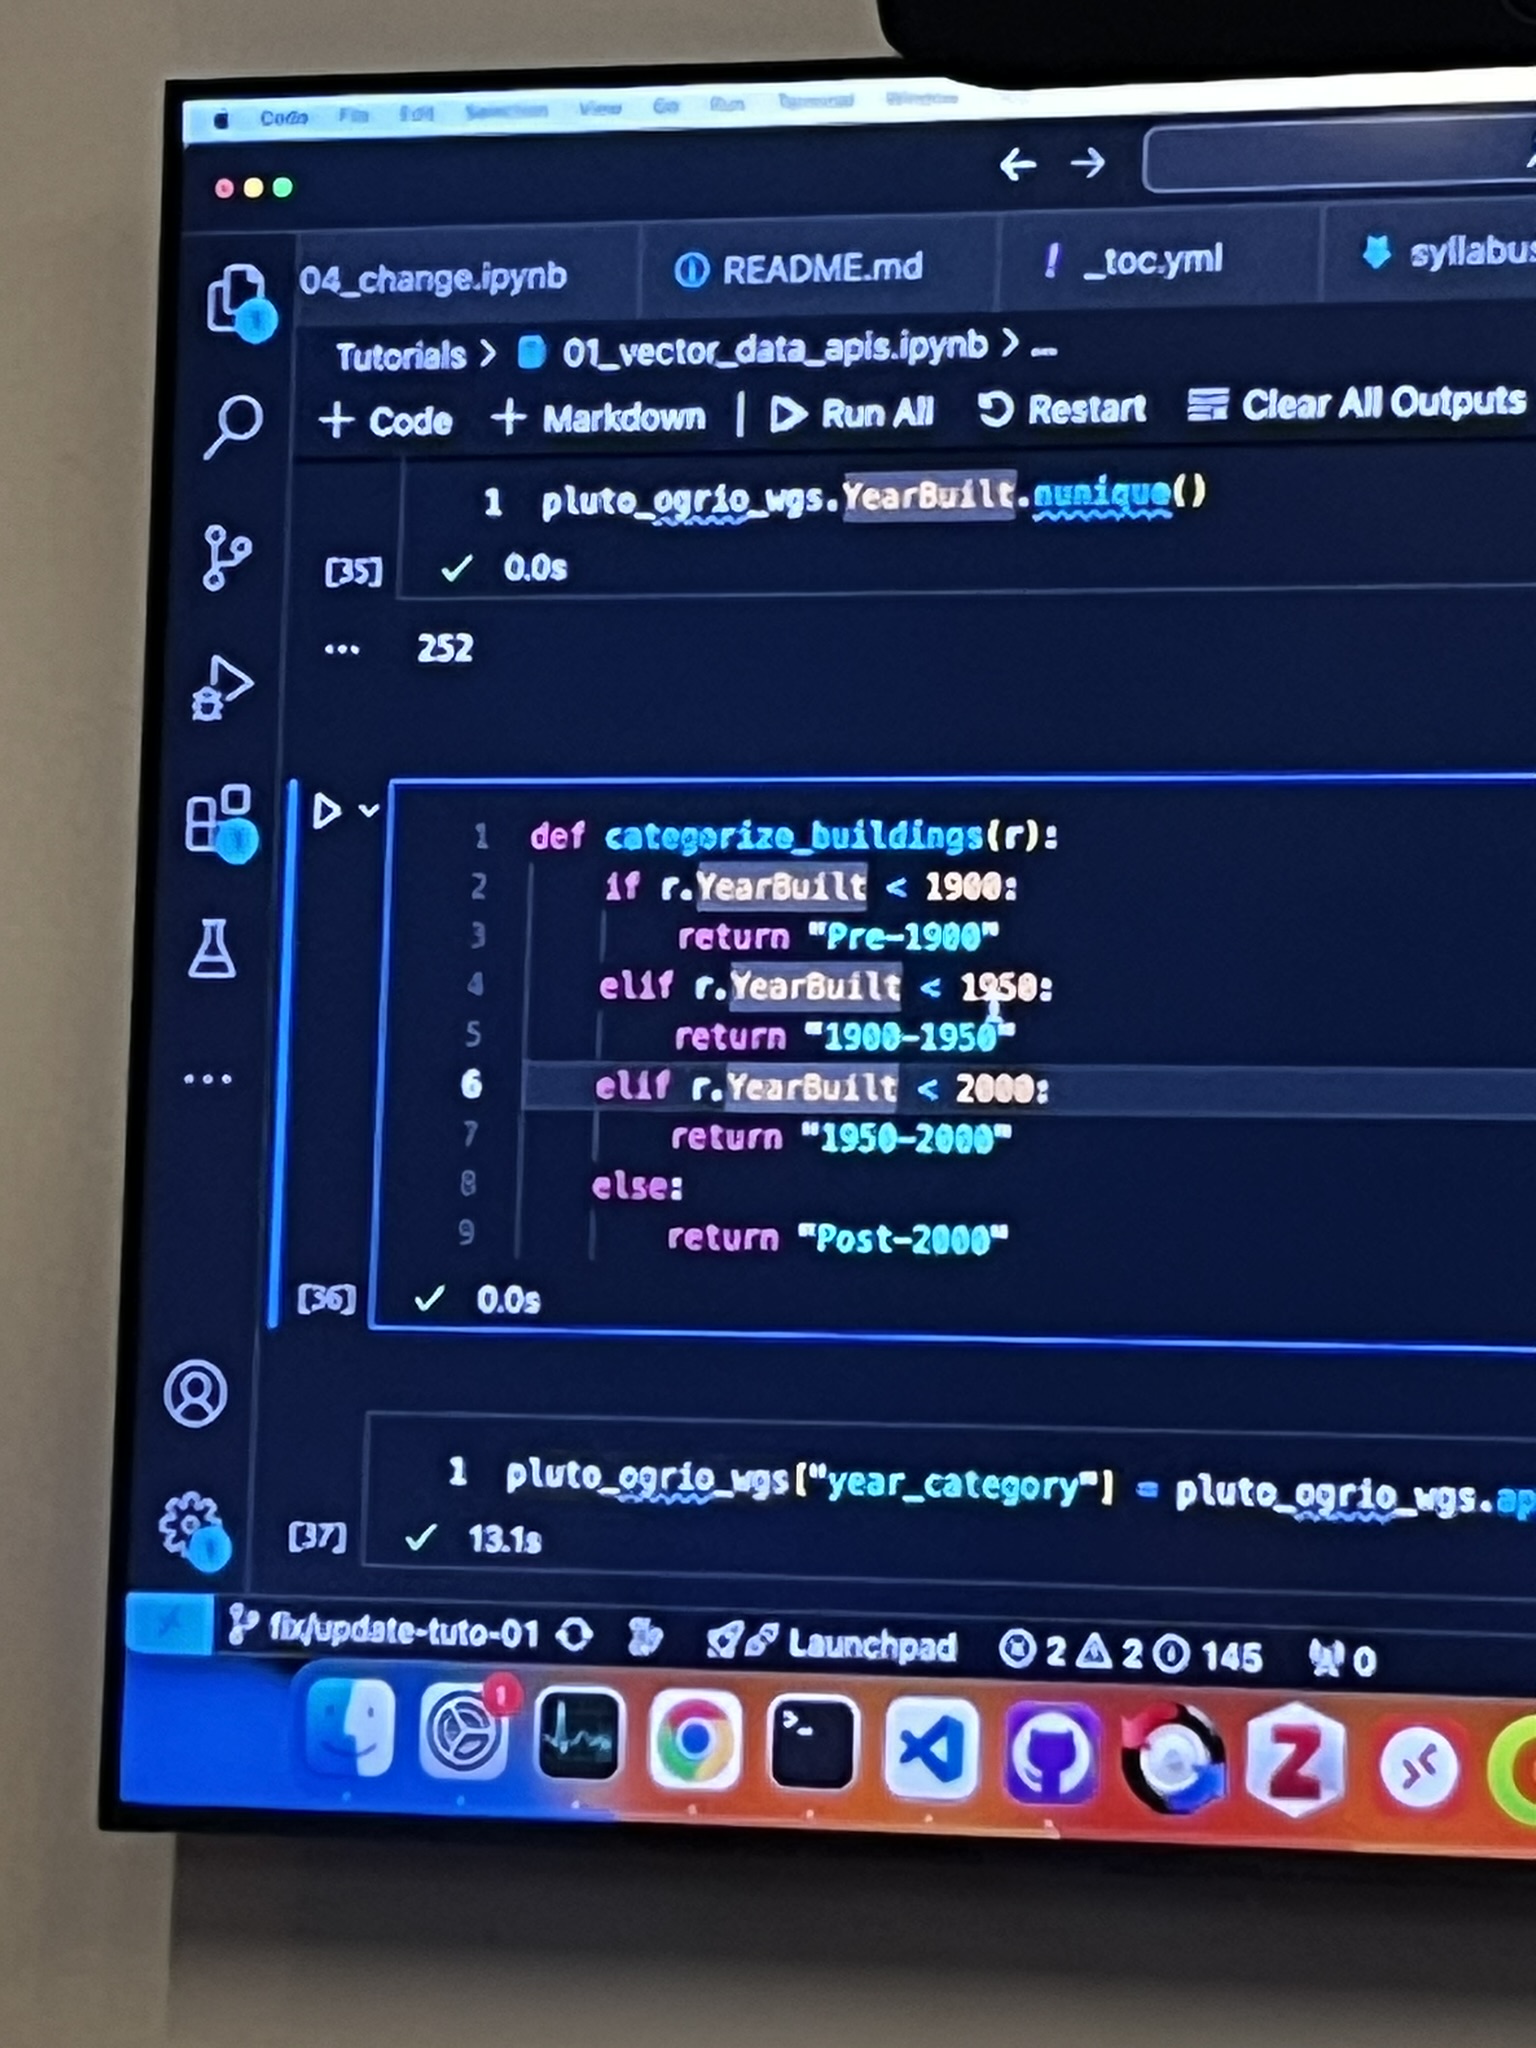 Code File Edit Selection View Go Run Terminal Window
04_change.ipynb README.md _toc.yml syllabus
Tutorials > 01_vector_data_apis.ipynb > ...
+ Code + Markdown | Run All Restart Clear All Outputs
1 pluto_ogrio_wgs.YearBuilt.nunique()
[35] ✓ 0.0s
... 252
1 def categorize_buildings(r):
2 if r.YearBuilt < 1900:
3 return "Pre-1900"
4 elif r.YearBuilt < 1950:
5 return "1900-1950"
6 elif r.YearBuilt < 2000:
7 return "1950-2000"
8 else:
9 return "Post-2000"
[36] ✓ 0.0s
1 pluto_ogrio_wgs["year_category"] = pluto_ogrio_wgs.ap
[37] ✓ 13.1s
fix/update-tuto-01 Launchpad 2 2 145 0
1
>_
Z